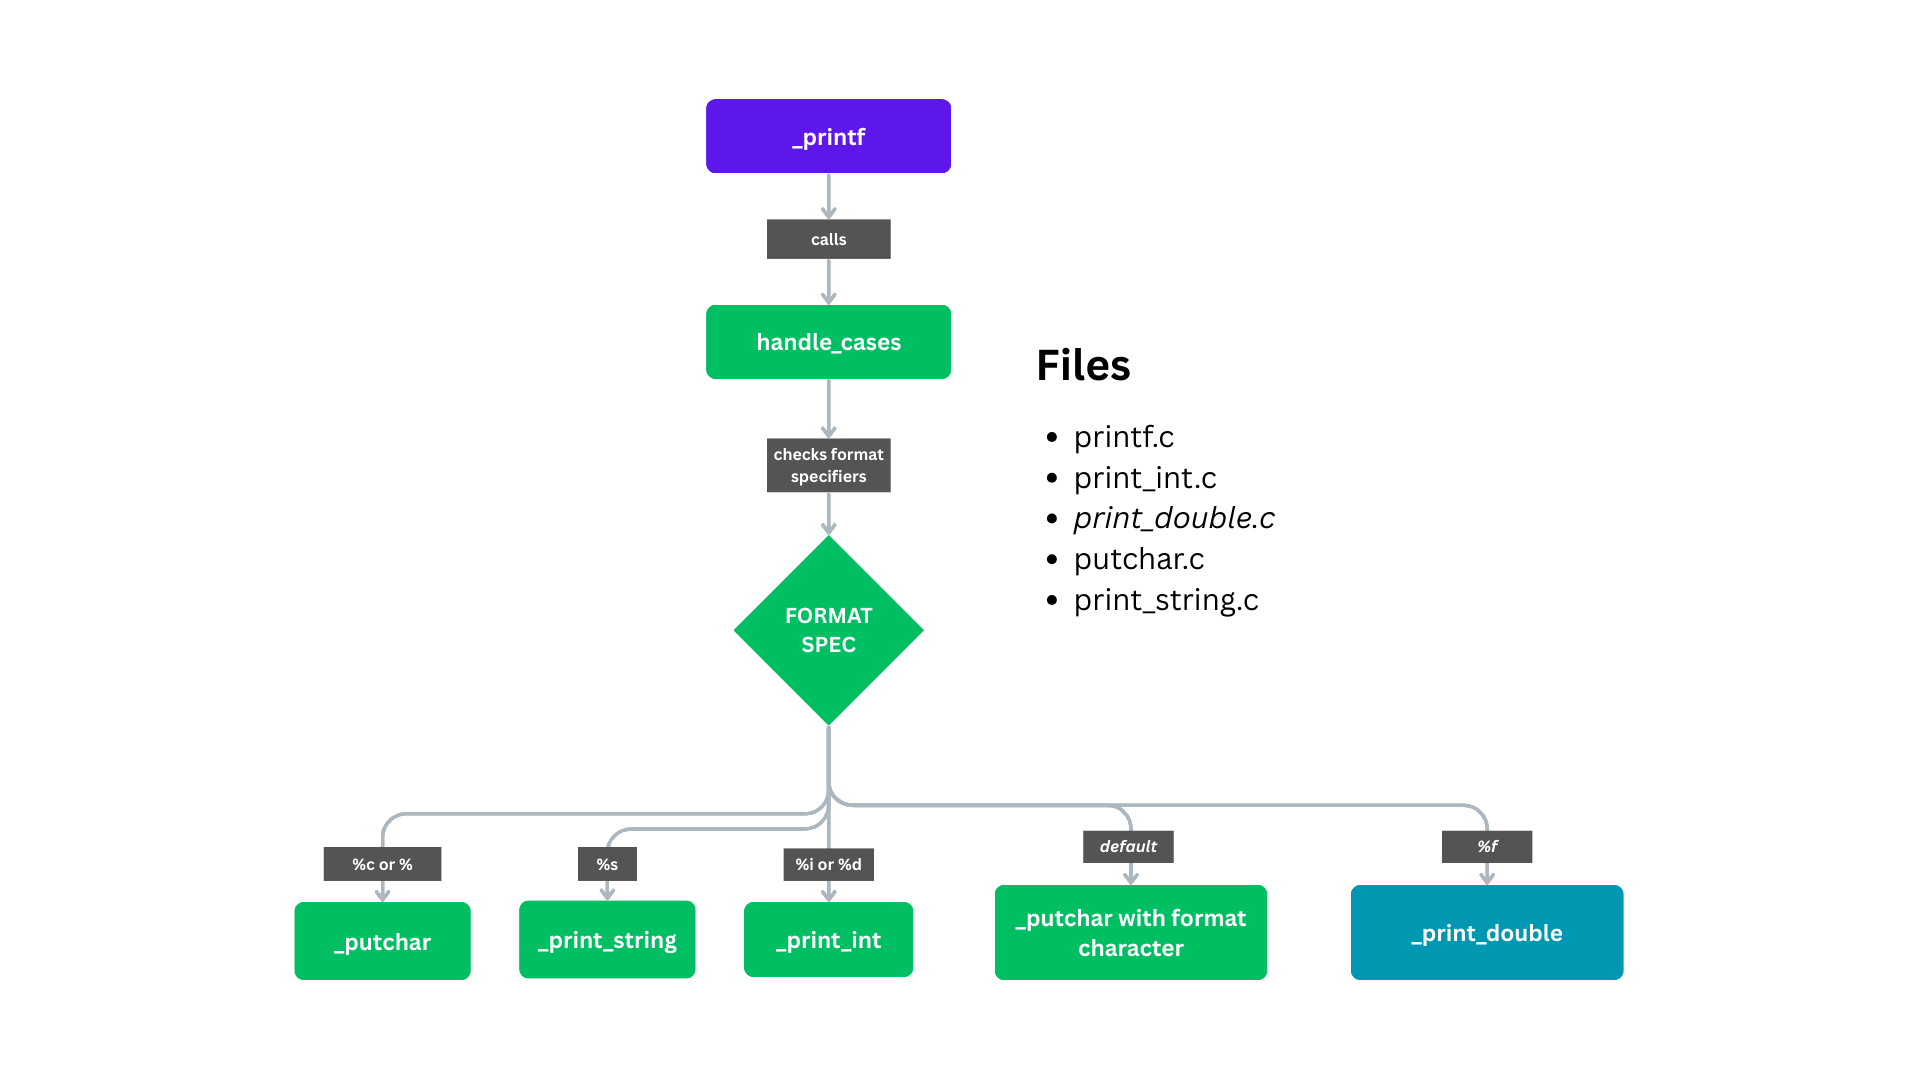 _printf
calls
handle_cases
checks format
specifiers
FORMAT
SPEC
Files
printf.c
print_int.c
print_double.c
putchar.c
print_string.c
%c or %
%s
%i or %d
default
%f
_putchar
_print_string
_print_int
_putchar with format
character
_print_double